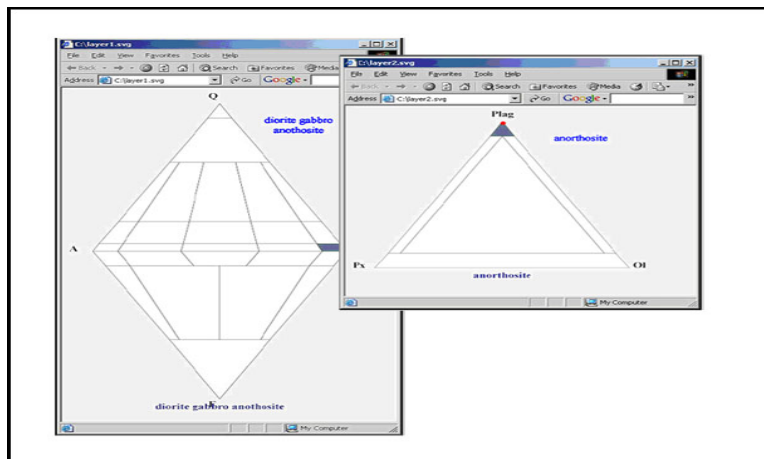 C:\layer1.svg
File Edit View Favorites Tools Help
Back Search Favorites Media
Address C:\layer1.svg Go Google
Q
diorite gabbro
anothosite
A
diorite gabbro anothosite
My Computer
C:\layer2.svg
File Edit View Favorites Tools Help
Back Search Favorites Media
Address C:\layer2.svg Go Google
Plag
anorthosite
Px
Ol
anorthosite
My Computer